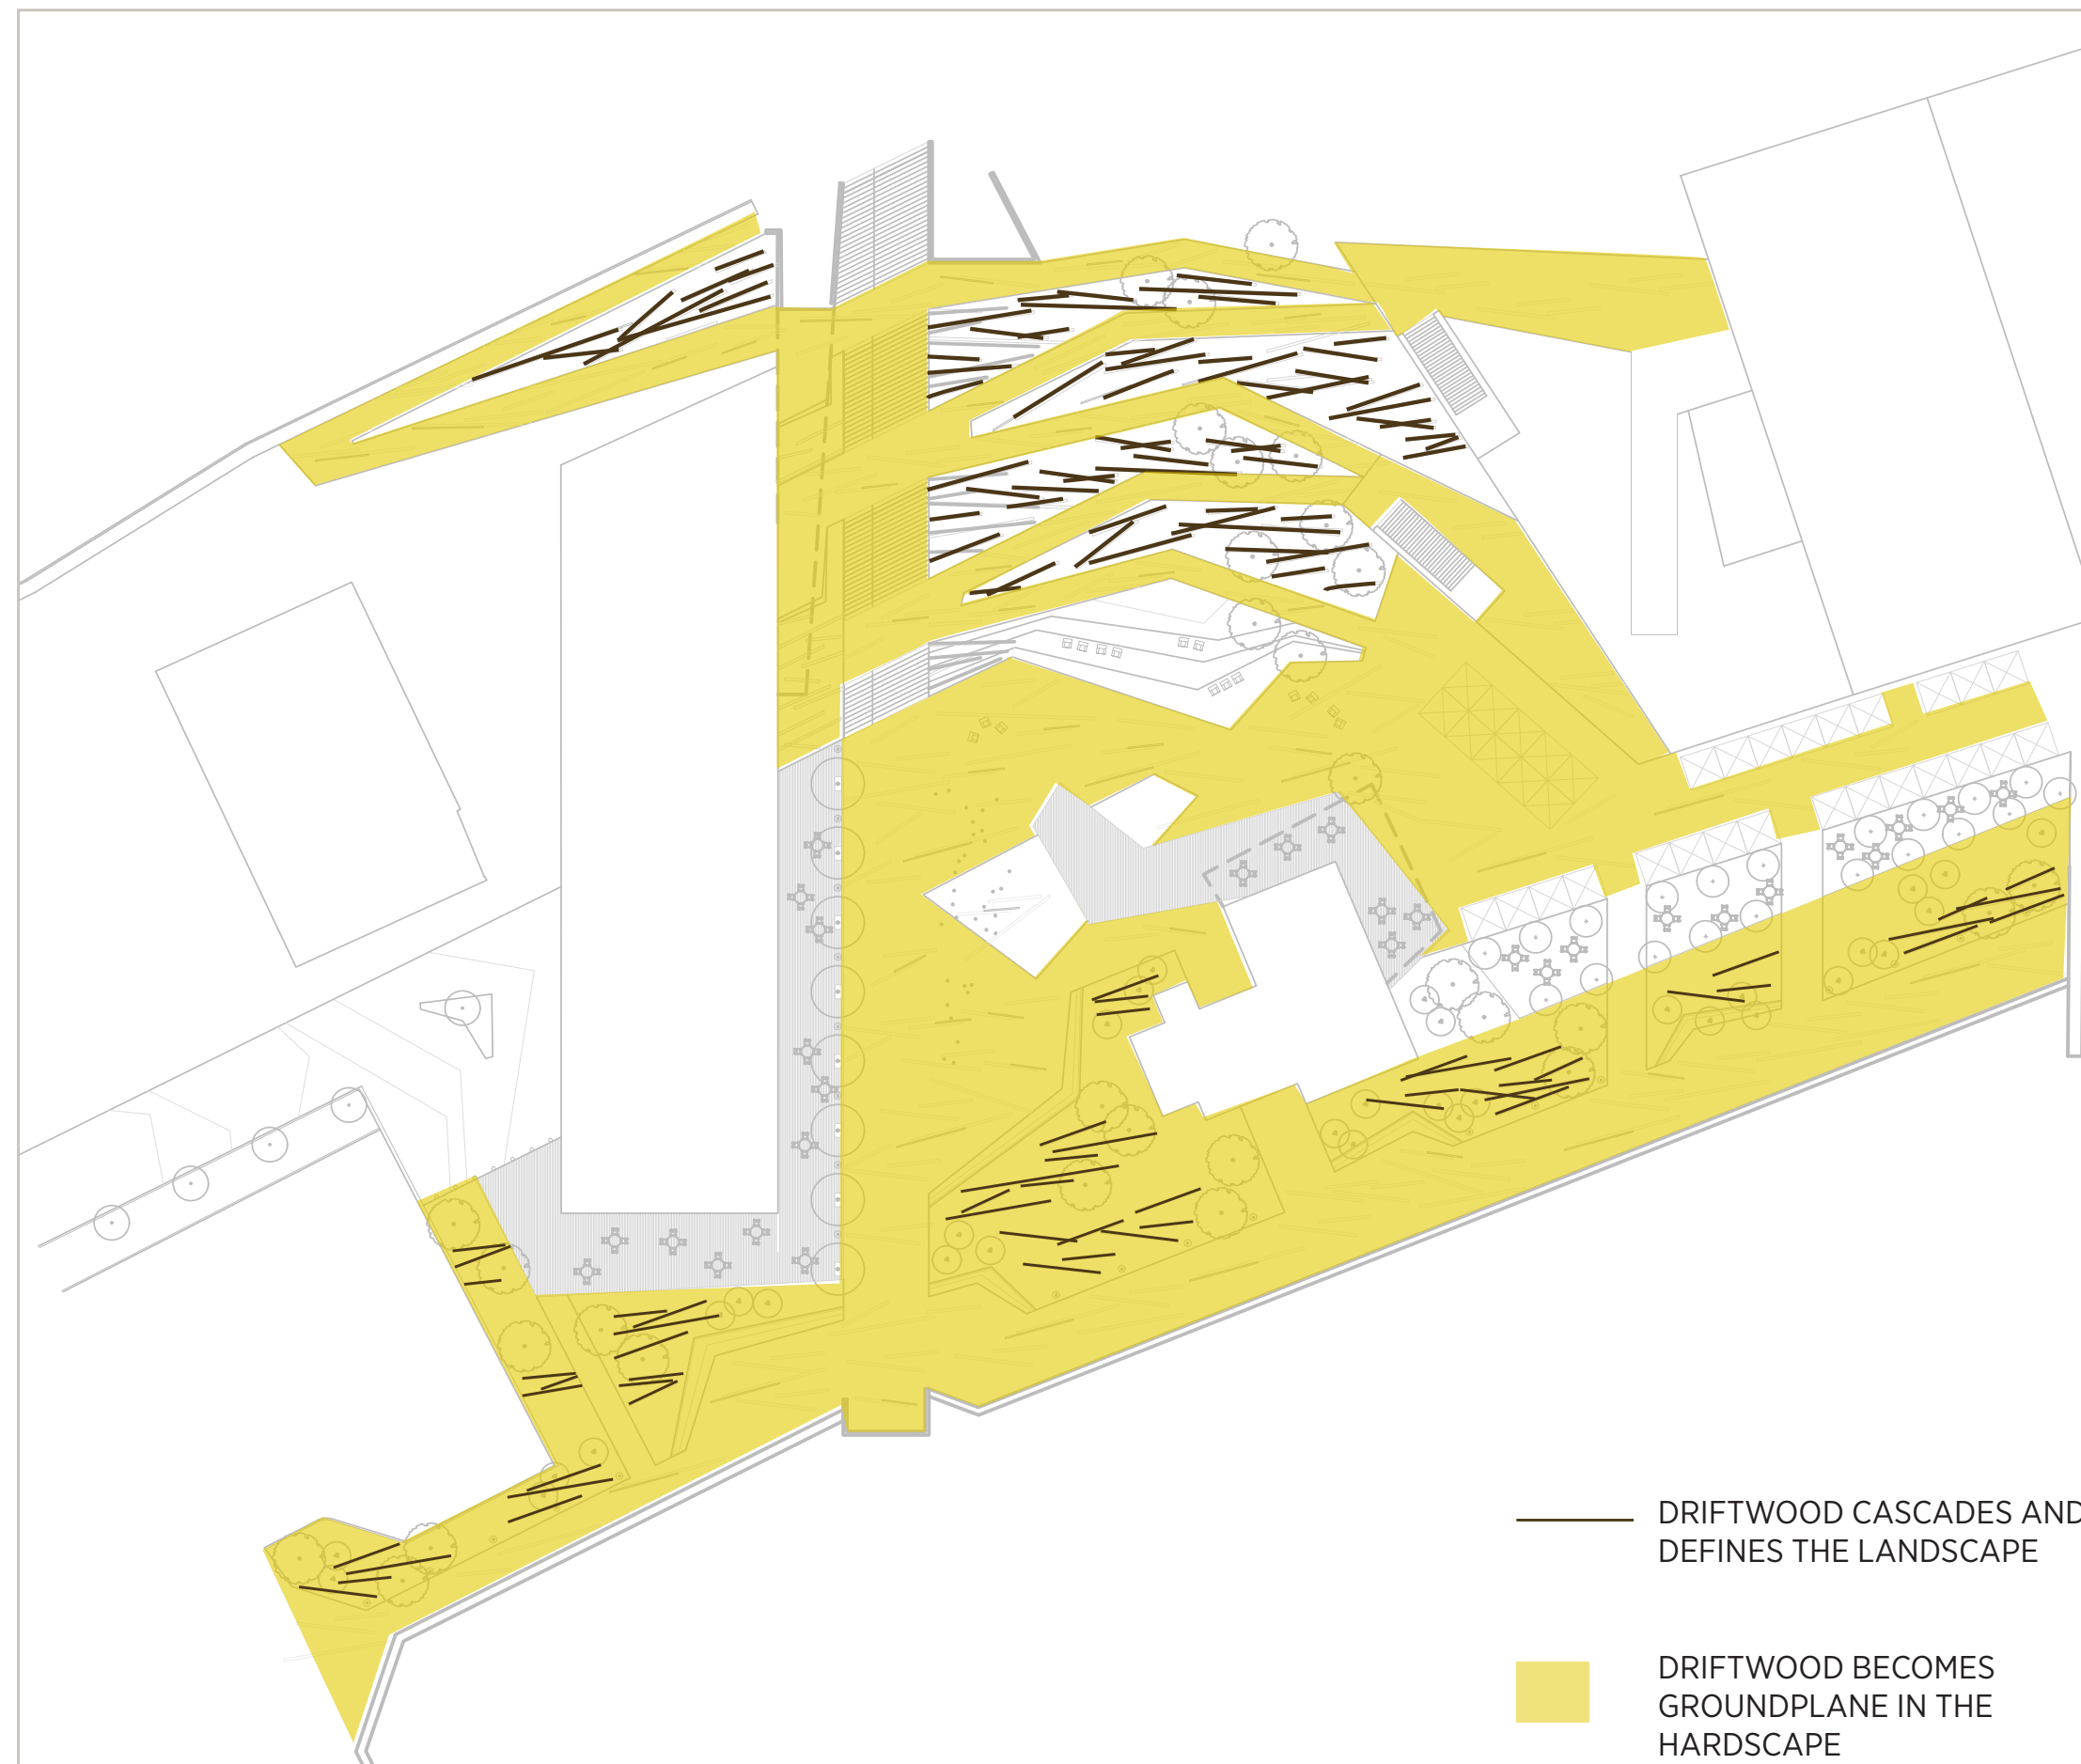 DRIFTWOOD CASCADES AND
DEFINES THE LANDSCAPE
DRIFTWOOD BECOMES
GROUNDPLANE IN THE
HARDSCAPE